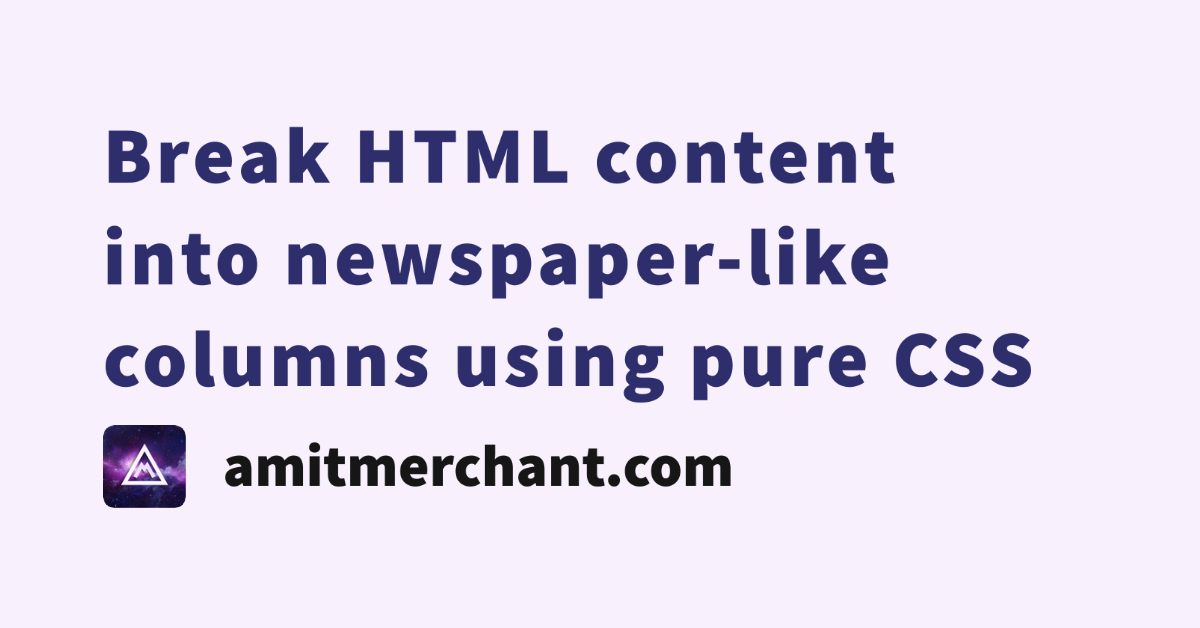 Break HTML content
into newspaper-like
columns using pure CSS
amitmerchant.com